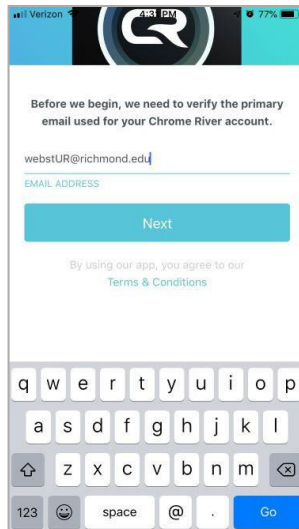 Verizon 4:3 PM 77%
CR
Before we begin, we need to verify the primary
email used for your Chrome River account.
webstUR@richmond.edu
EMAIL ADDRESS
Next
By using our app, you agree to our
Terms & Conditions
q w e r t y u i o p
a s d f g h j k l
z x c v b n m
123 space @ . Go